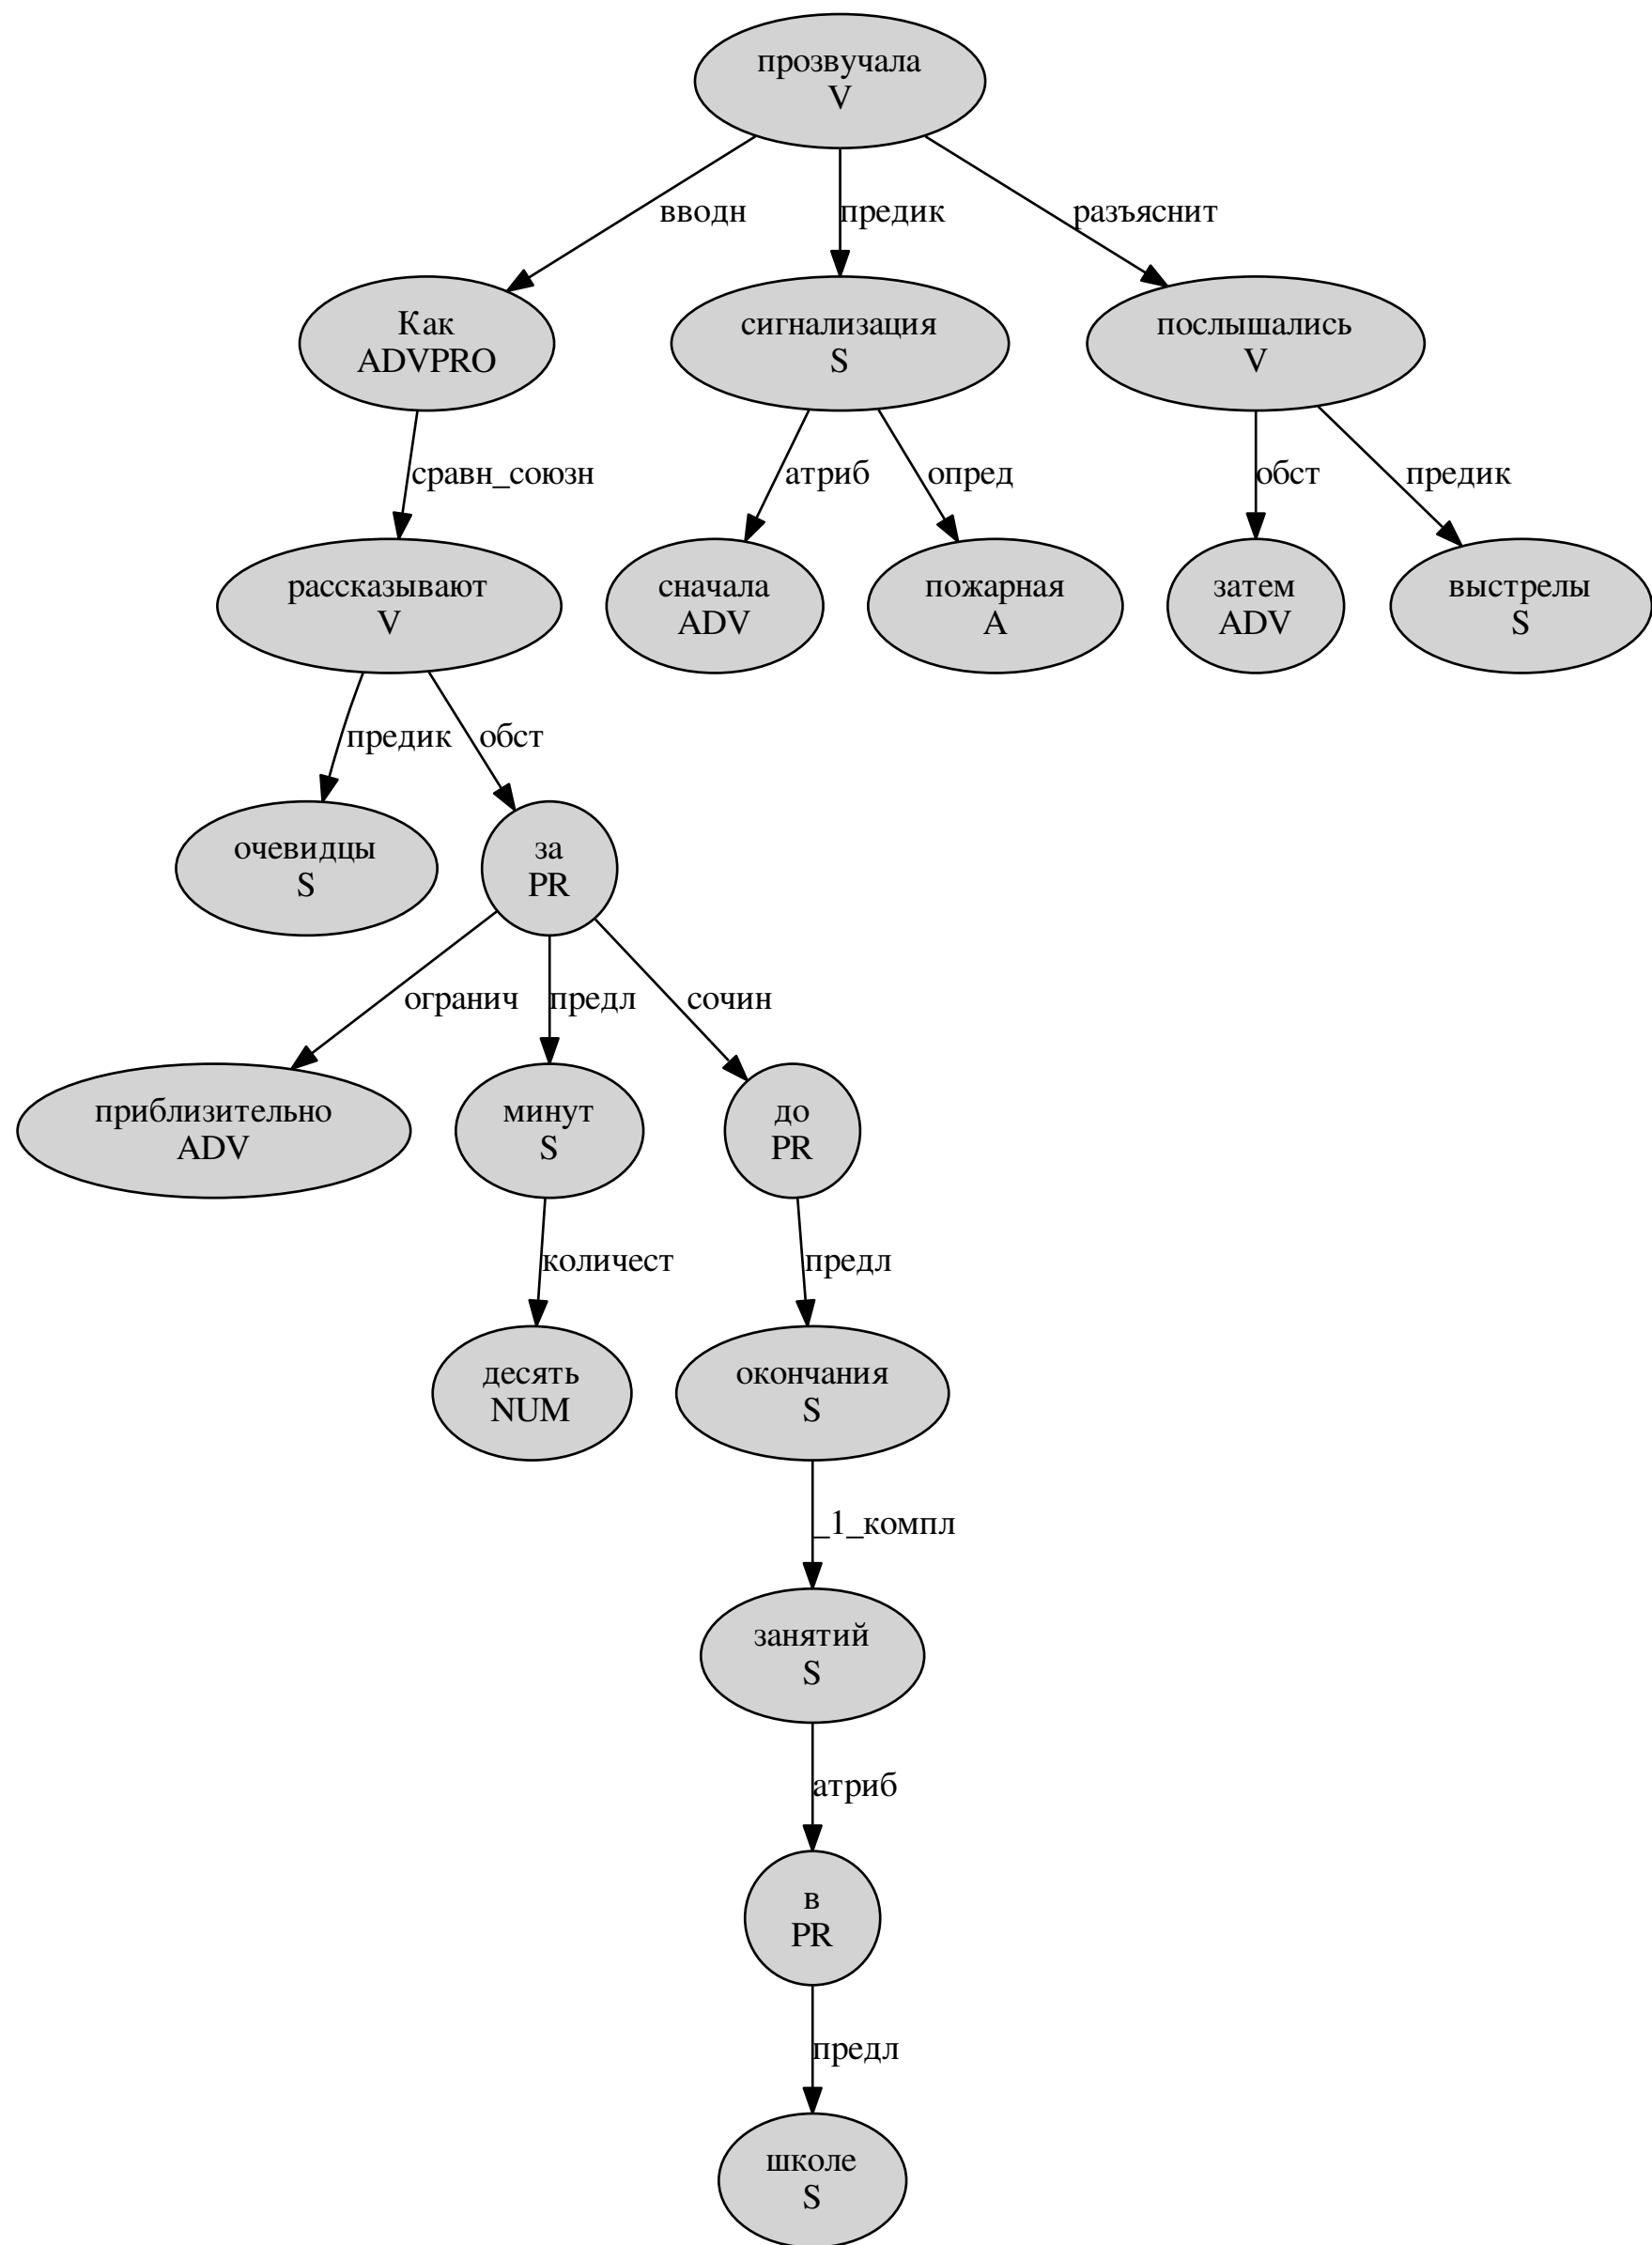 прозвучала
V
вводн
предик
разъяснит
Как
ADVPRO
сигнализация
S
послышались
V
сравн_союзн
атриб
опред
обст
предик
рассказывают
V
сначала
ADV
пожарная
A
затем
ADV
выстрелы
S
предик
обст
очевидцы
S
за
PR
огранич
предл
сочин
приблизительно
ADV
минут
S
до
PR
количест
предл
десять
NUM
окончания
S
_1_компл
занятий
S
атриб
в
PR
предл
школе
S